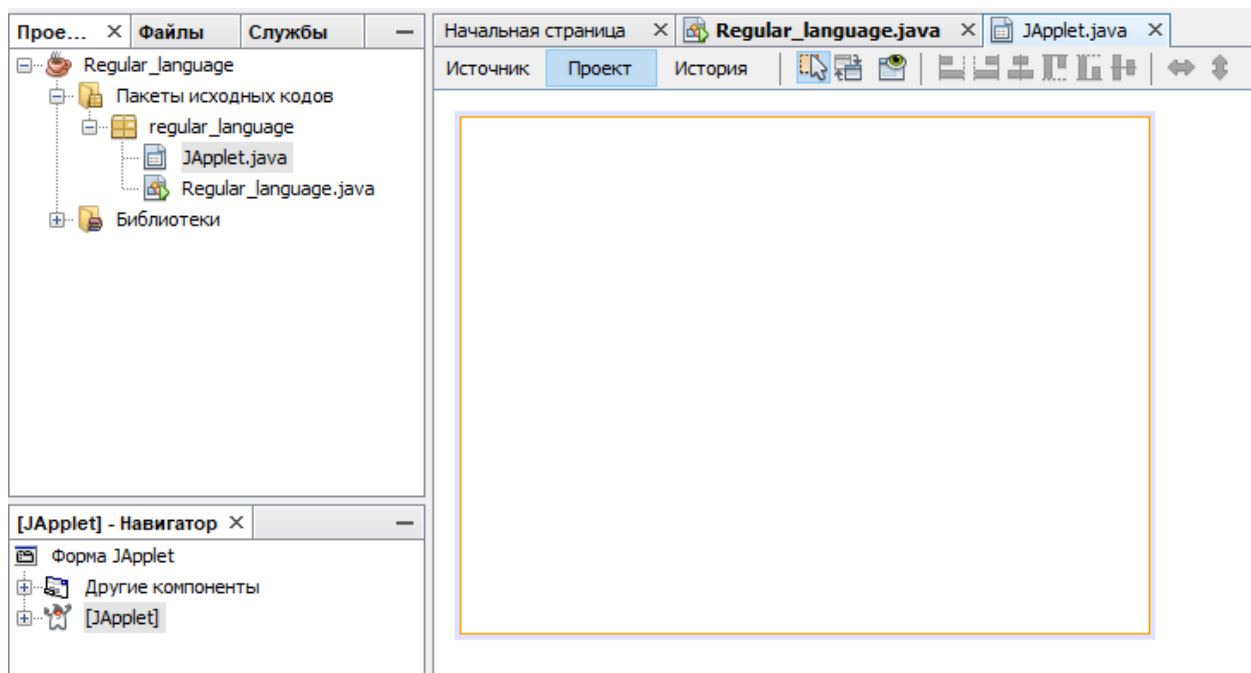 Прое... Файлы Службы
Regular_language
Пакеты исходных кодов
regular_language
JApplet.java
Regular_language.java
Библиотеки
[JApplet] - Навигатор
Форма JApplet
Другие компоненты
[JApplet]
Начальная страница Regular_language.java JApplet.java
Источник Проект История